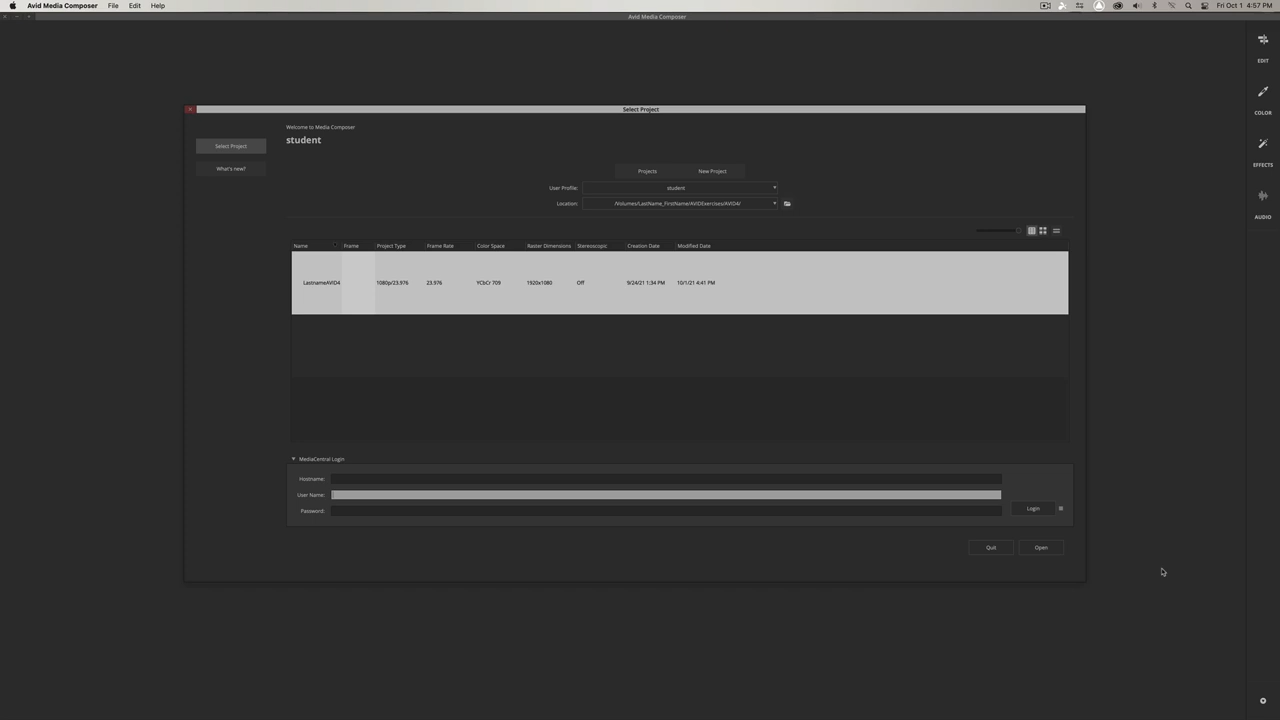 Avid Media Composer File Edit Help Fri Oct 1 4:57 PM
Avid Media Composer
EDIT
COLOR
EFFECTS
AUDIO
Select Project
Select Project
What's new?
Welcome to Media Composer
student
Projects New Project
User Profile: student
Location: /Volumes/LastName_FirstName/AVIDExercises/AVID4/
Name Frame Project Type Frame Rate Color Space Raster Dimensions Stereoscopic Creation Date Modified Date
LastnameAVID4 1080p/23.976 23.976 YCbCr 709 1920x1080 Off 9/24/21 1:34 PM 10/1/21 4:41 PM
MediaCentral Login
Hostname:
User Name:
Password:
Login
Quit Open